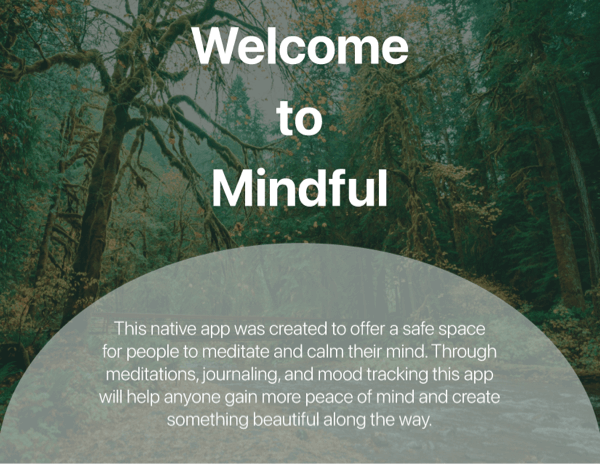 Welcome
to
Mindful
This native app was created to offer a safe space
for people to meditate and calm their mind. Through
meditations, journaling, and mood tracking this app
will help anyone gain more peace of mind and create
something beautiful along the way.